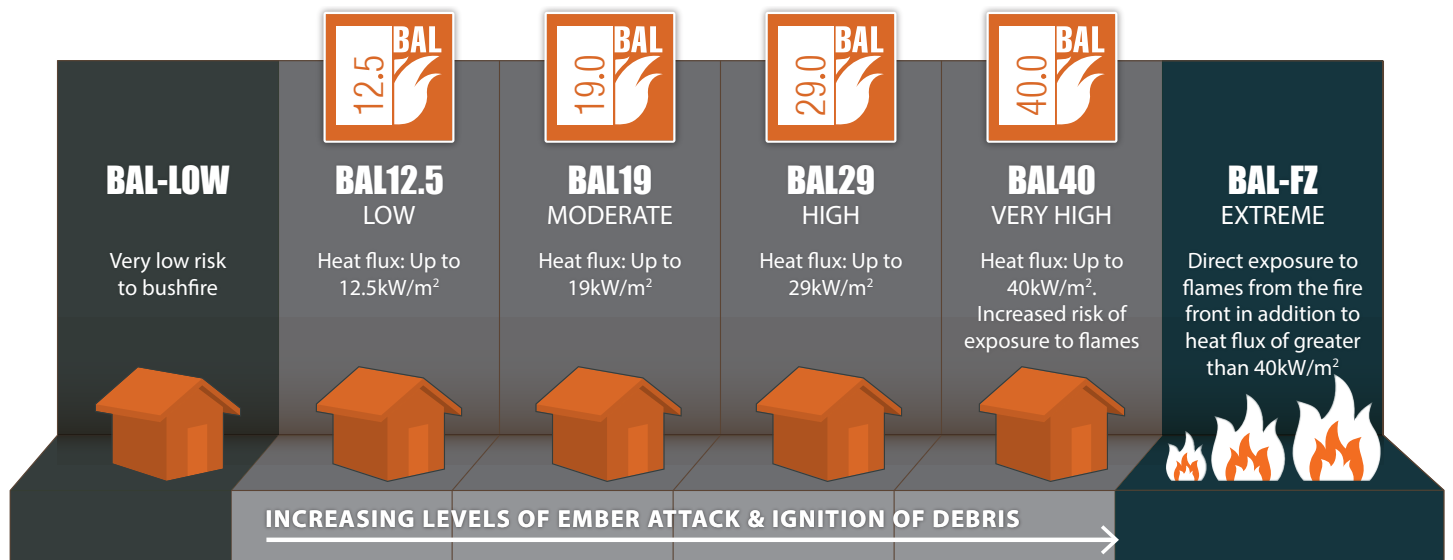 BAL
12.5
BAL
19.0
BAL
29.0
BAL
40.0
BAL-LOW
Very low risk
to bushfire
BAL12.5
LOW
Heat flux: Up to
12.5kW/m²
BAL19
MODERATE
Heat flux: Up to
19kW/m²
BAL29
HIGH
Heat flux: Up to
29kW/m²
BAL40
VERY HIGH
Heat flux: Up to
40kW/m².
Increased risk of
exposure to flames
BAL-FZ
EXTREME
Direct exposure to
flames from the fire
front in addition to
heat flux of greater
than 40kW/m²
INCREASING LEVELS OF EMBER ATTACK & IGNITION OF DEBRIS